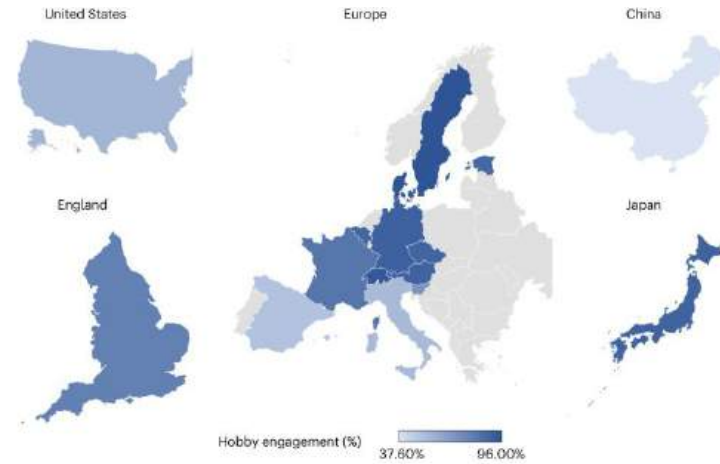 United States
Europe
China
England
Japan
Hobby engagement (%)
37.60%
96.00%